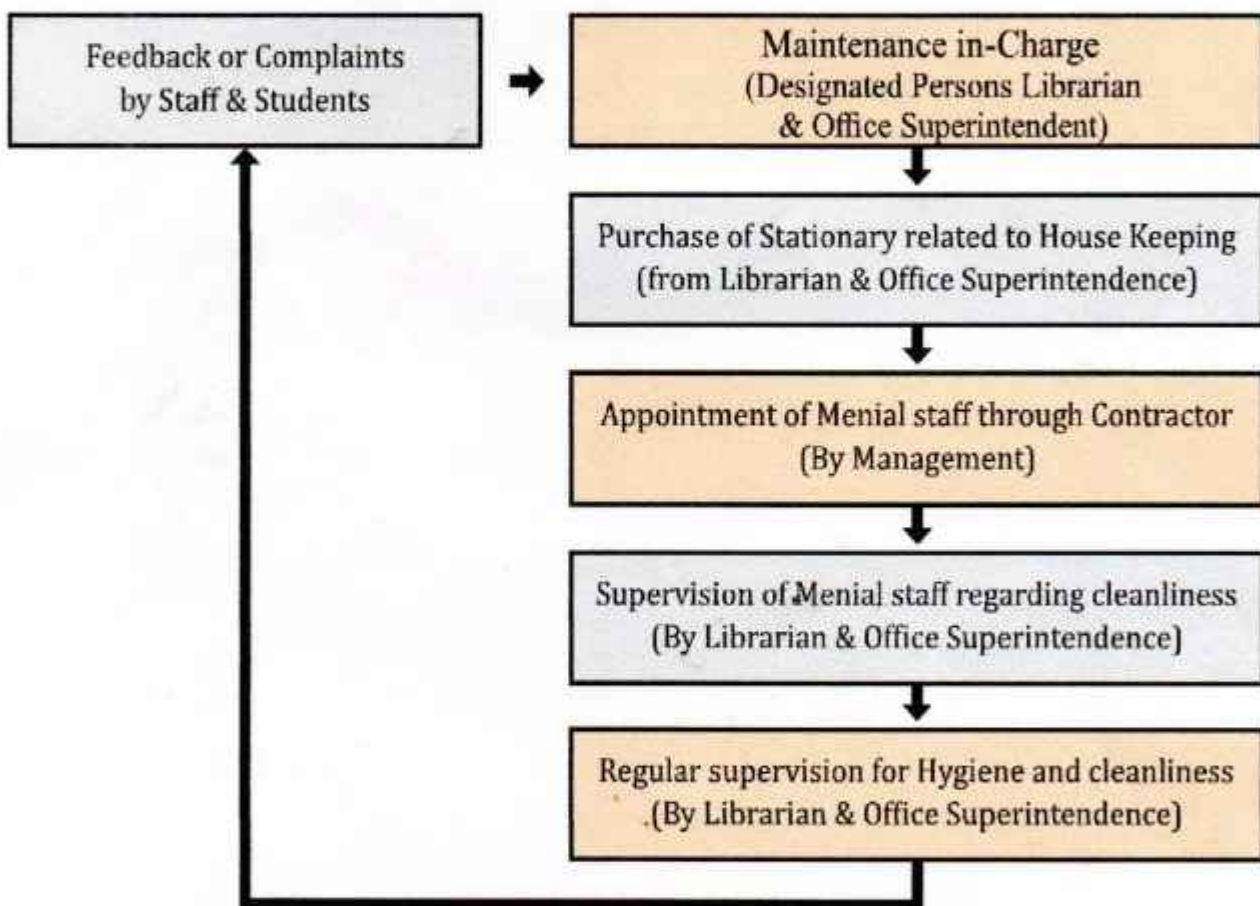 Feedback or Complaints
by Staff & Students
Maintenance in-Charge
(Designated Persons Librarian
& Office Superintendent)
Purchase of Stationary related to House Keeping
(from Librarian & Office Superintendence)
Appointment of Menial staff through Contractor
(By Management)
Supervision of Menial staff regarding cleanliness
(By Librarian & Office Superintendence)
Regular supervision for Hygiene and cleanliness
(By Librarian & Office Superintendence)